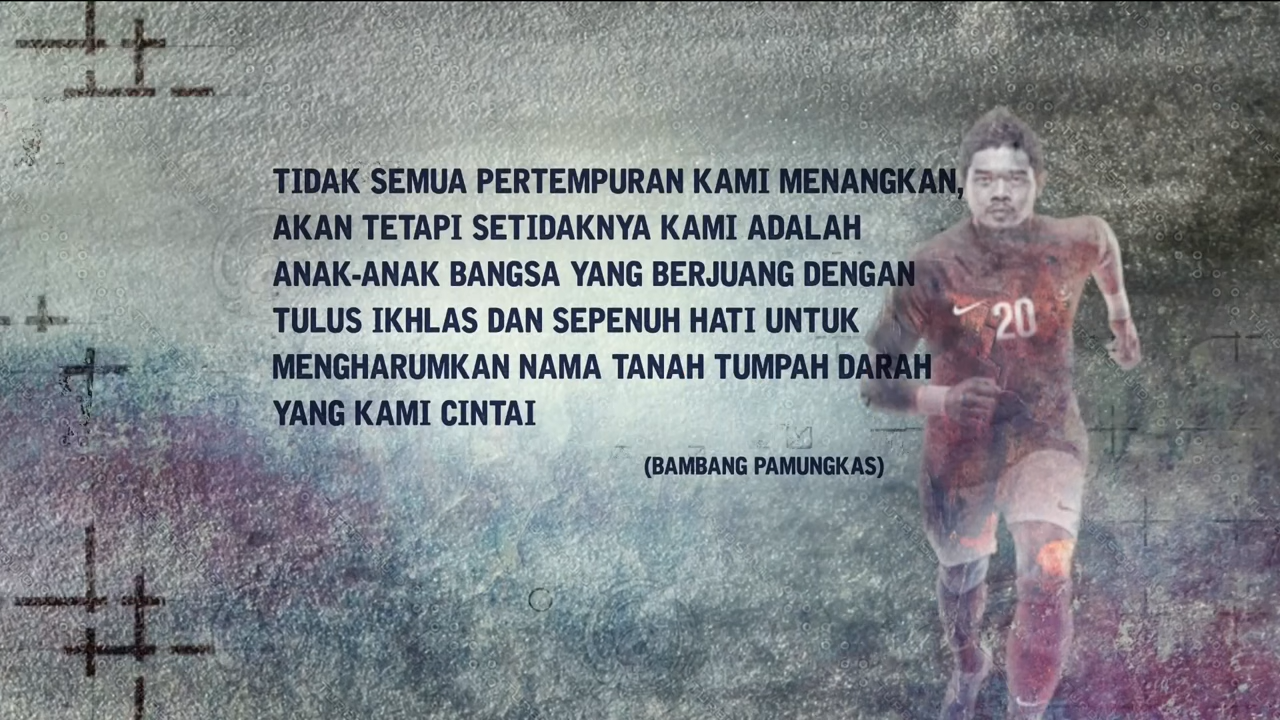 TIDAK SEMUA PERTEMPURAN KAMI MENANGKAN,
AKAN TETAPI SETIDAKNYA KAMI ADALAH
ANAK-ANAK BANGSA YANG BERJUANG DENGAN
TULUS IKHLAS DAN SEPENUH HATI UNTUK
MENGHARUMKAN NAMA TANAH TUMPAH DARAH
YANG KAMI CINTAI
(BAMBANG PAMUNGKAS)
20